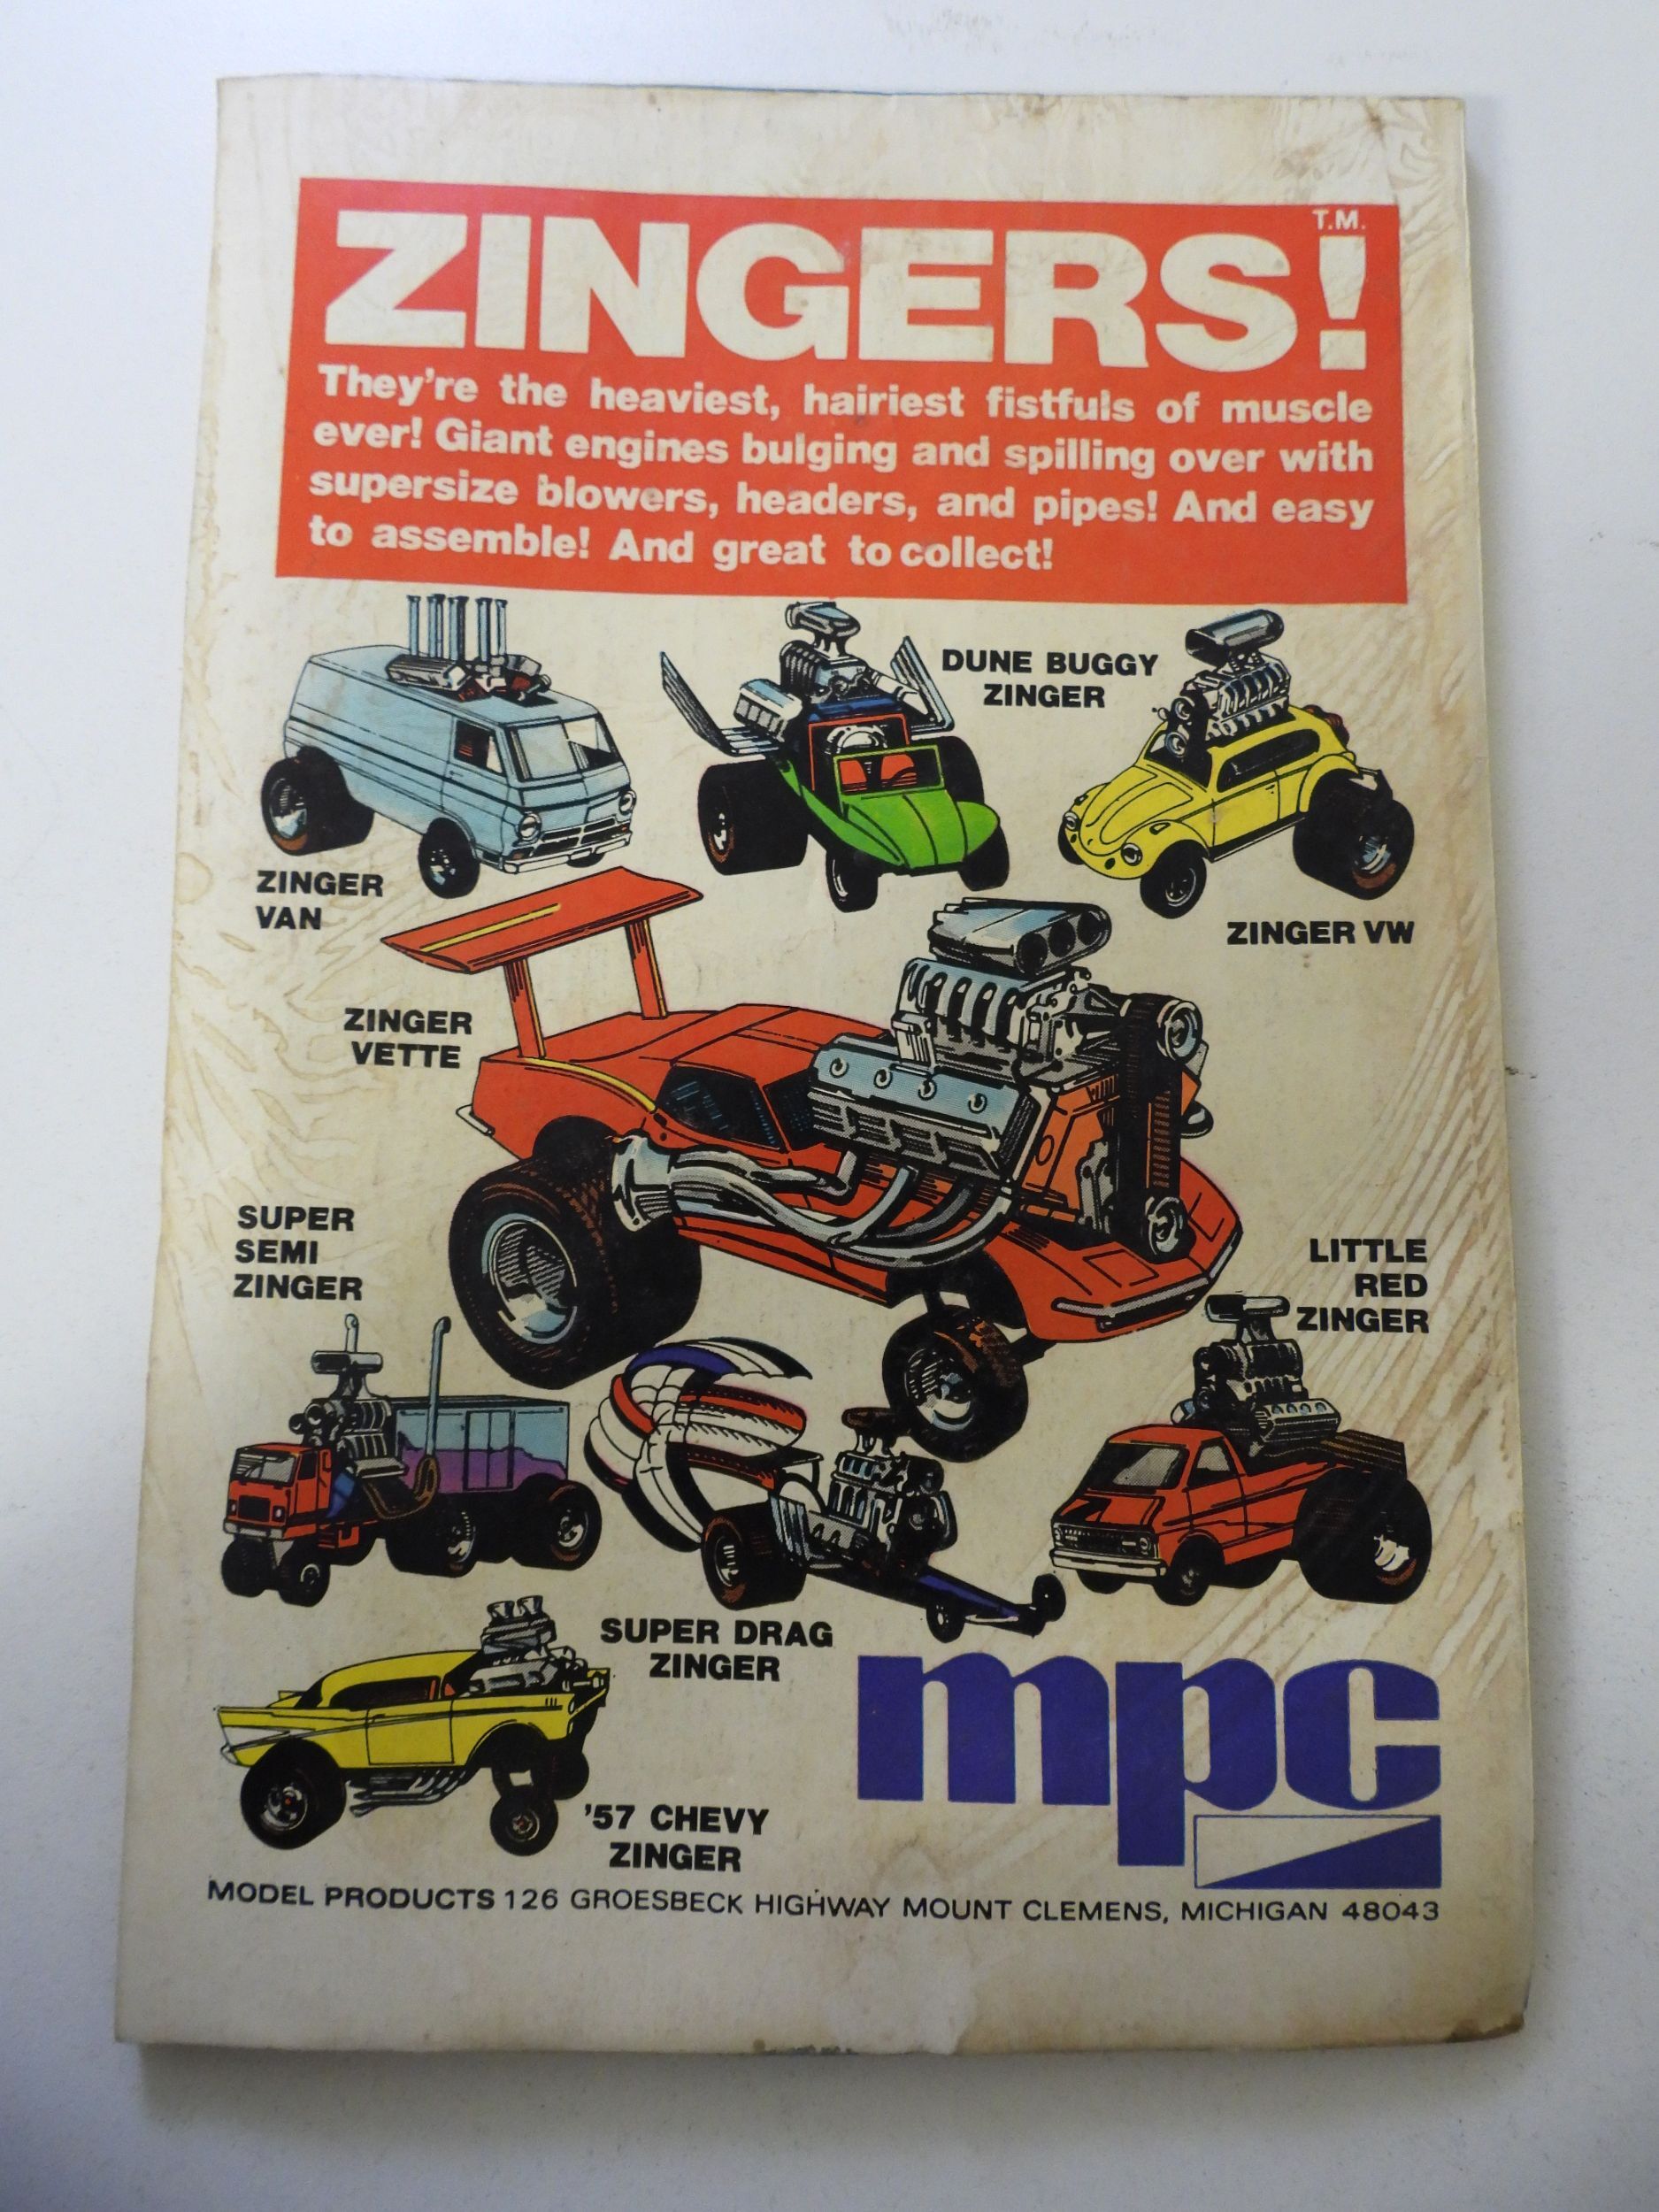 ZINGERS!
T.M.
They're the heaviest, hairiest fistfuls of muscle
ever! Giant engines bulging and spilling over with
supersize blowers, headers, and pipes! And easy
to assemble! And great to collect!
DUNE BUGGY
ZINGER
ZINGER
VAN
ZINGER VW
ZINGER
VETTE
SUPER
SEMI
ZINGER
LITTLE
RED
ZINGER
SUPER DRAG
ZINGER
'57 CHEVY
ZINGER
mpc
MODEL PRODUCTS 126 GROESBECK HIGHWAY MOUNT CLEMENS, MICHIGAN 48043